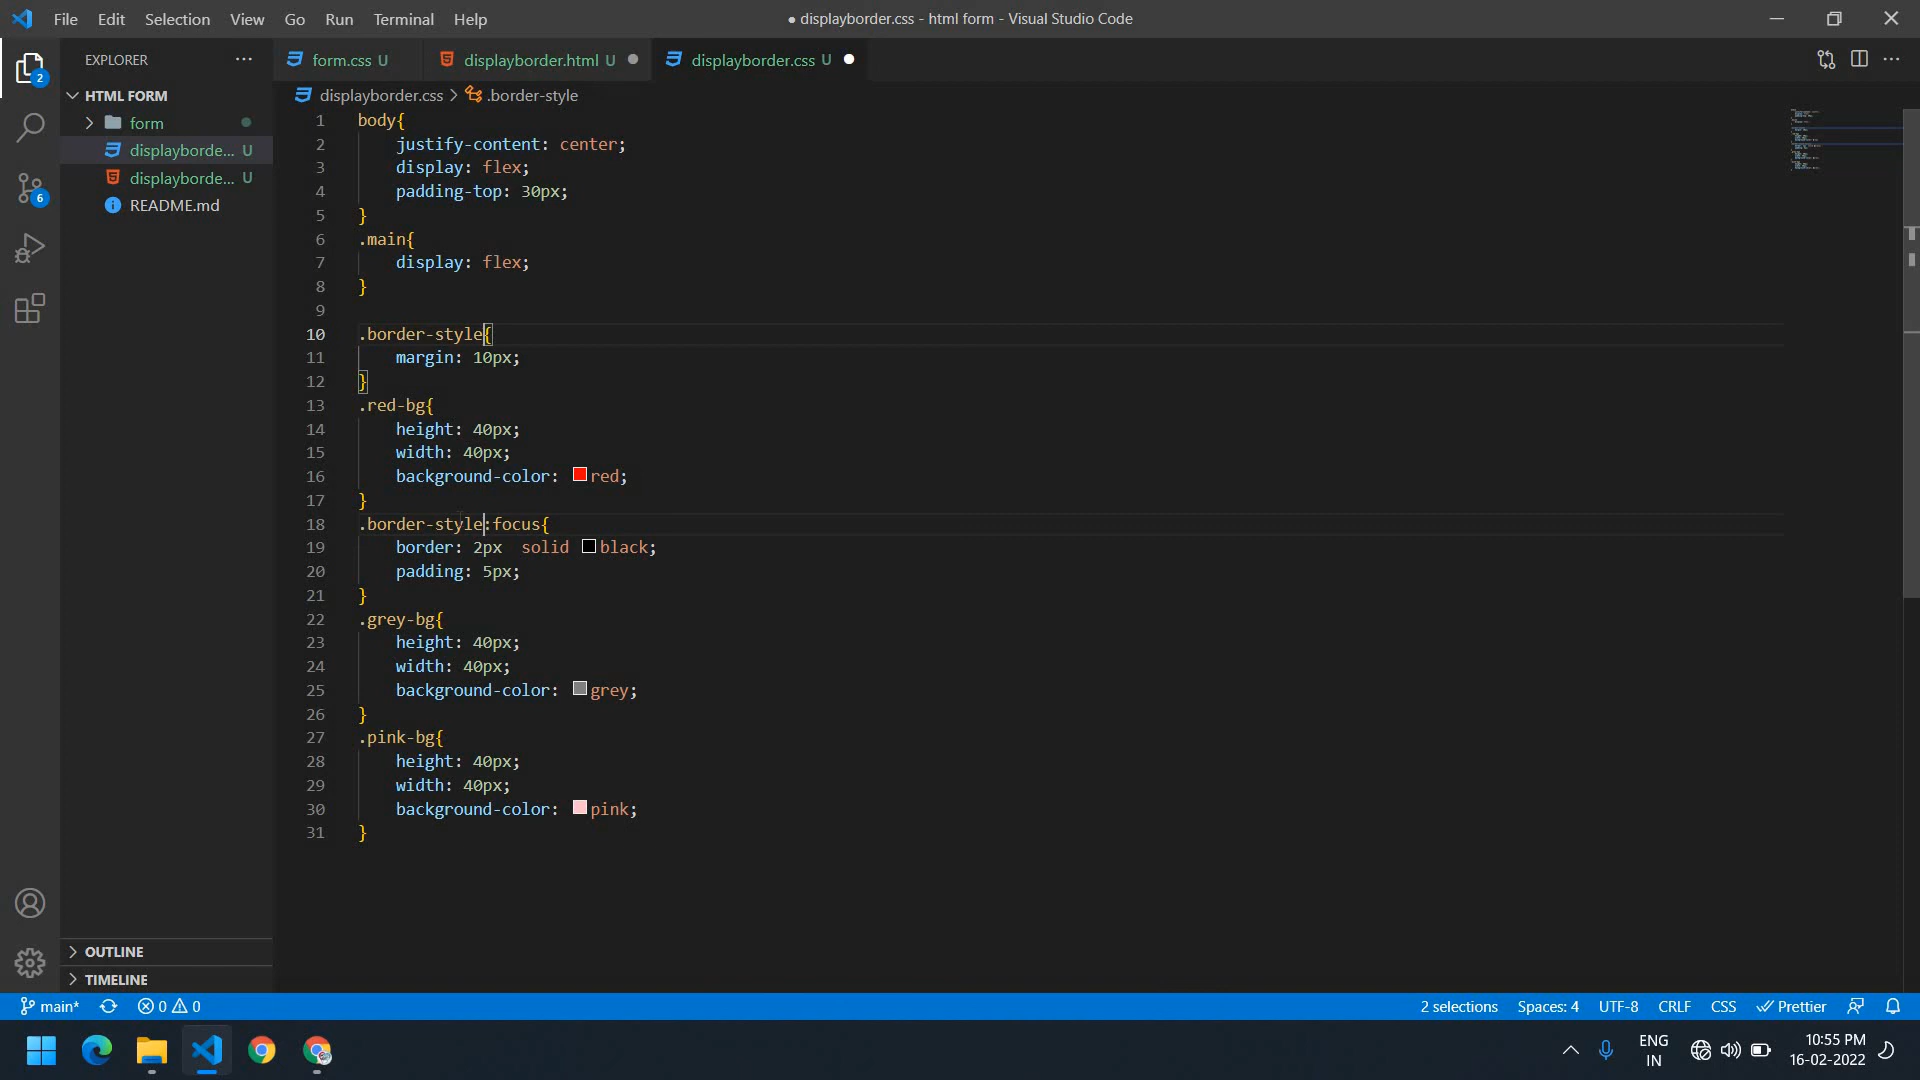 File Edit Selection View Go Run Terminal Help
● displayborder.css - html form - Visual Studio Code
EXPLORER
form.css U
displayborder.html U
displayborder.css U
2
HTML FORM
displayborder.css > .border-style
form
displayborde... U
displayborde... U
README.md
6
1 body{
2 justify-content: center;
3 display: flex;
4 padding-top: 30px;
5 }
6 .main{
7 display: flex;
8 }
9
10 .border-style{
11 margin: 10px;
12 }
13 .red-bg{
14 height: 40px;
15 width: 40px;
16 background-color: red;
17 }
18 .border-style:focus{
19 border: 2px  solid black;
20 padding: 5px;
21 }
22 .grey-bg{
23 height: 40px;
24 width: 40px;
25 background-color: grey;
26 }
27 .pink-bg{
28 height: 40px;
29 width: 40px;
30 background-color: pink;
31 }
OUTLINE
TIMELINE
main* 0 0
2 selections Spaces: 4 UTF-8 CRLF CSS Prettier
ENG
IN
10:55 PM
16-02-2022